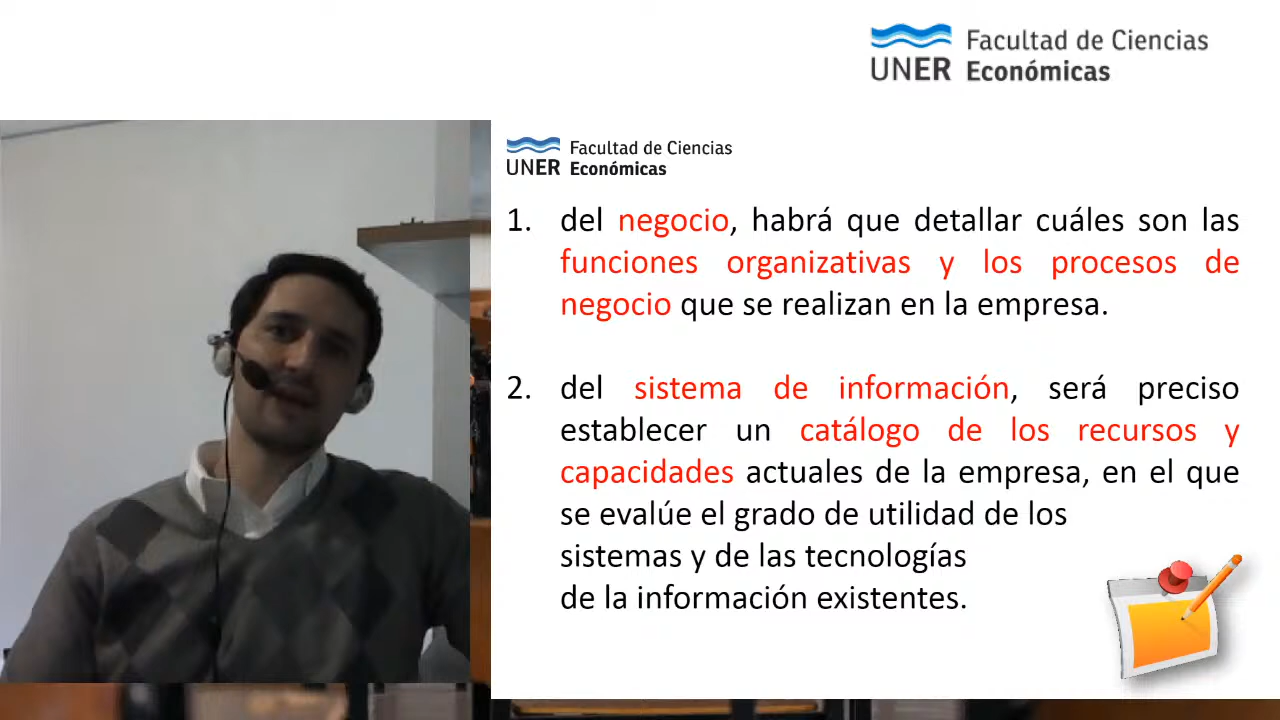 Facultad de Ciencias
UNER Económicas
Facultad de Ciencias
UNER Económicas
1. del negocio, habrá que detallar cuáles son las
funciones organizativas y los procesos de
negocio que se realizan en la empresa.
2. del sistema de información, será preciso
establecer un catálogo de los recursos y
capacidades actuales de la empresa, en el que
se evalúe el grado de utilidad de los
sistemas y de las tecnologías
de la información existentes.